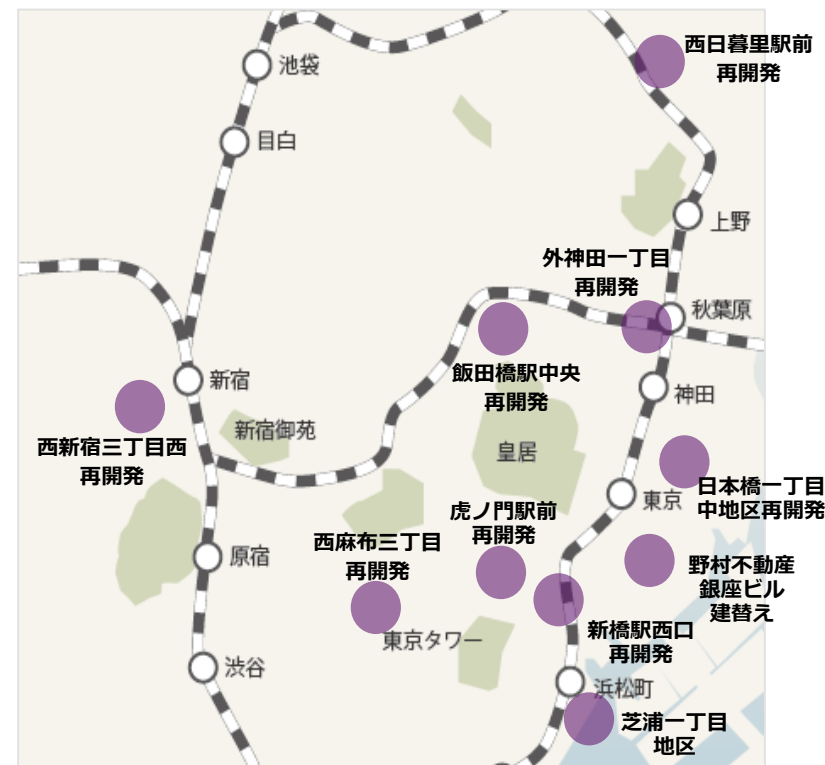 西日暮里駅前
再開発
池袋
目白
上野
外神田一丁目
再開発
秋葉原
飯田橋駅中央
再開発
新宿
神田
西新宿三丁目西
再開発
新宿御苑
皇居
日本橋一丁目
中地区再開発
東京
虎ノ門駅前
再開発
西麻布三丁目
再開発
原宿
野村不動産
銀座ビル
建替え
東京タワー
新橋駅西口
再開発
渋谷
浜松町
芝浦一丁目
地区